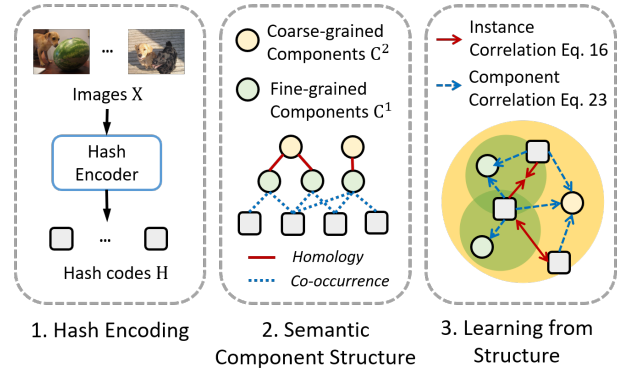 ...
Images X
Hash
Encoder
...
Hash codes H
1. Hash Encoding
Coarse-grained
Components C²
Fine-grained
Components C¹
Homology
Co-occurrence
2. Semantic
Component Structure
Instance
Correlation Eq. 16
Component
Correlation Eq. 23
3. Learning from
Structure